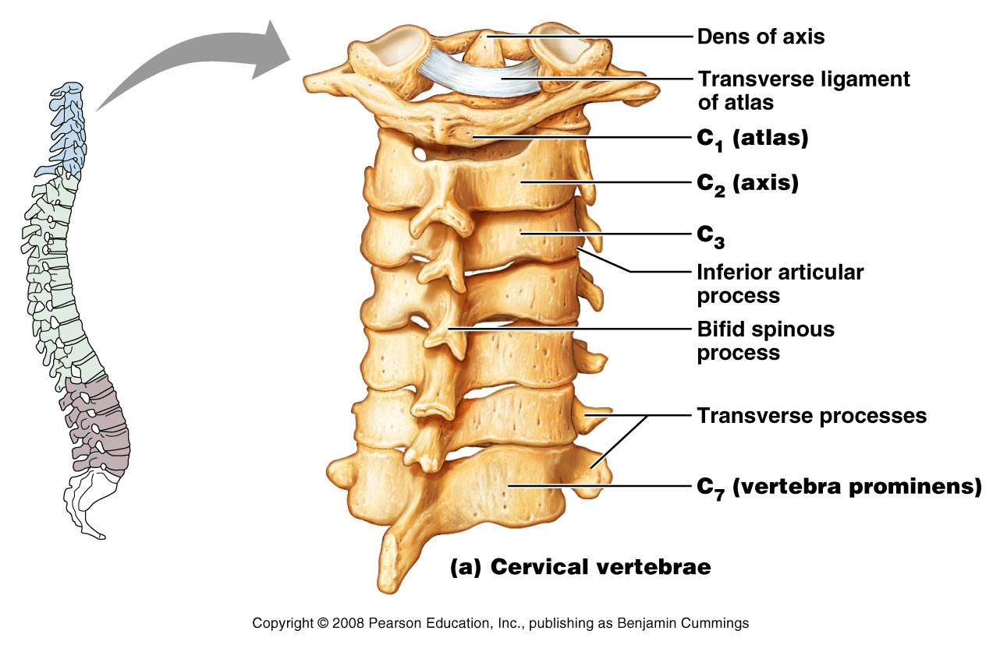 Dens of axis
Transverse ligament
of atlas
C₁ (atlas)
C₂ (axis)
C₃
Inferior articular
process
Bifid spinous
process
Transverse processes
C₇ (vertebra prominens)
(a) Cervical vertebrae
Copyright © 2008 Pearson Education, Inc., publishing as Benjamin Cummings